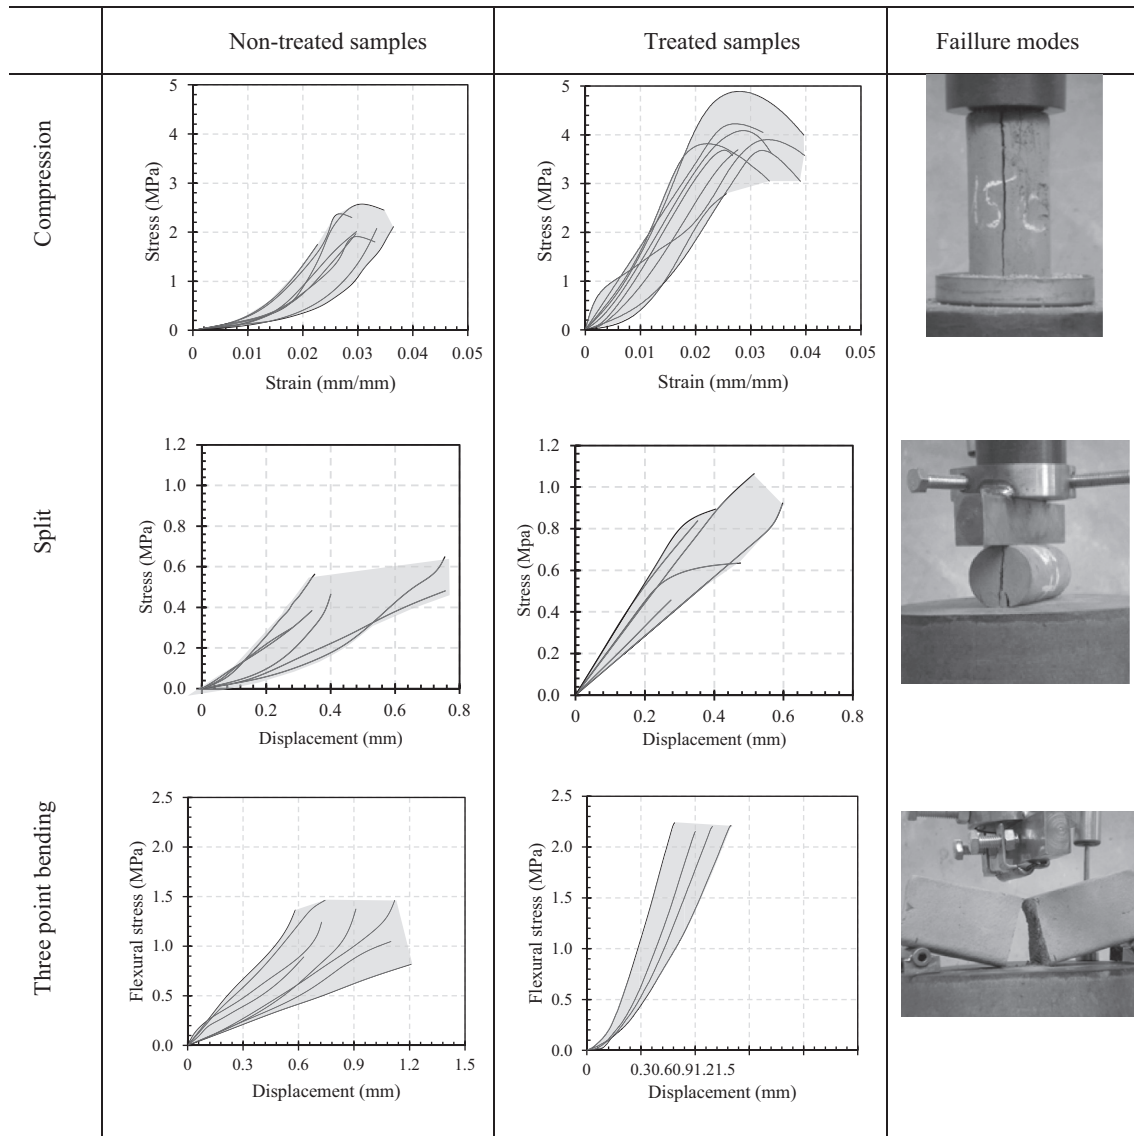 Non-treated samples
Treated samples
Faillure modes
Compression
5
4
3
2
1
0
Stress (MPa)
0 0.01 0.02 0.03 0.04 0.05
Strain (mm/mm)
5
4
3
2
1
0
Stress (MPa)
0 0.01 0.02 0.03 0.04 0.05
Strain (mm/mm)
Split
1.2
1.0
0.8
0.6
0.4
0.2
0.0
Stress (MPa)
0 0.2 0.4 0.6 0.8
Displacement (mm)
1.2
1.0
0.8
0.6
0.4
0.2
0.0
Stress (Mpa)
0 0.2 0.4 0.6 0.8
Displacement (mm)
Three point bending
2.5
2.0
1.5
1.0
0.5
0.0
Flexural stress (MPa)
0 0.3 0.6 0.9 1.2 1.5
Displacement (mm)
2.5
2.0
1.5
1.0
0.5
0.0
Flexural stress (MPa)
0 0.30.60.91.21.5
Displacement (mm)